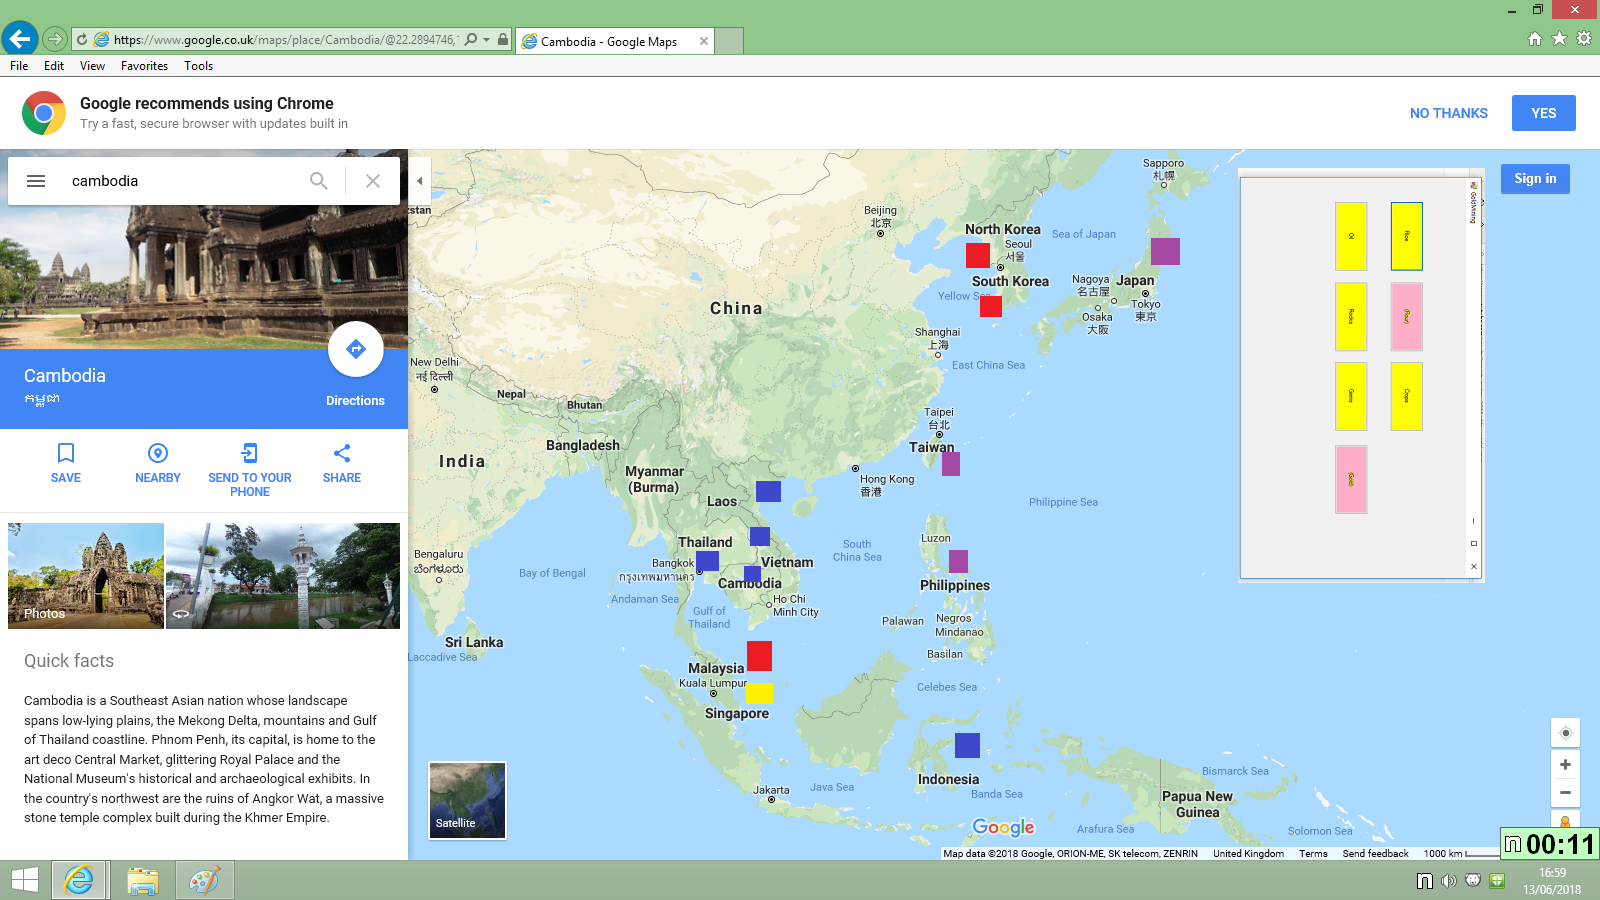 https://www.google.co.uk/maps/place/Cambodia/@22.2894746,
Cambodia - Google Maps
File Edit View Favorites Tools
Google recommends using Chrome
Try a fast, secure browser with updates built in
NO THANKS
YES
cambodia
Cambodia
កម្ពុជា
Directions
SAVE
NEARBY
SEND TO YOUR
PHONE
SHARE
Photos
Quick facts
Cambodia is a Southeast Asian nation whose landscape
spans low-lying plains, the Mekong Delta, mountains and Gulf
of Thailand coastline. Phnom Penh, its capital, is home to the
art deco Central Market, glittering Royal Palace and the
National Museum's historical and archaeological exhibits. In
the country's northwest are the ruins of Angkor Wat, a massive
stone temple complex built during the Khmer Empire.
zstan
Beijing
北京
North Korea
Seoul
서울
South Korea
Sea of Japan
Sapporo
札幌
Nagoya
名古屋
Japan
Tokyo
東京
Osaka
大阪
Yellow Sea
China
Shanghai
上海
East China Sea
New Delhi
नई दिल्ली
Nepal
Bhutan
Bangladesh
India
Myanmar
(Burma)
Laos
Taipei
台北
Taiwan
Hong Kong
香港
Philippine Sea
Bengaluru
ಬೆಂಗಳೂರು
Bay of Bengal
Thailand
Bangkok
กรุงเทพมหานคร
Vietnam
Cambodia
Ho Chi
Minh City
South
China Sea
Luzon
Philippines
Andaman Sea
Gulf of
Thailand
Palawan
Negros
Mindanao
Basilan
Sri Lanka
Laccadive Sea
Malaysia
Kuala Lumpur
Singapore
Celebes Sea
Indonesia
Jakarta
Java Sea
Banda Sea
Papua New
Guinea
Bismarck Sea
Arafura Sea
Solomon Sea
Satellite
Google
Sign in
GoldMining
Rice
(Flour)
Cops
Oil
Rocks
Gems
(Gold)
Map data ©2018 Google, ORION-ME, SK telecom, ZENRIN United Kingdom Terms Send feedback 1000 km
00:11
16:59
13/06/2018